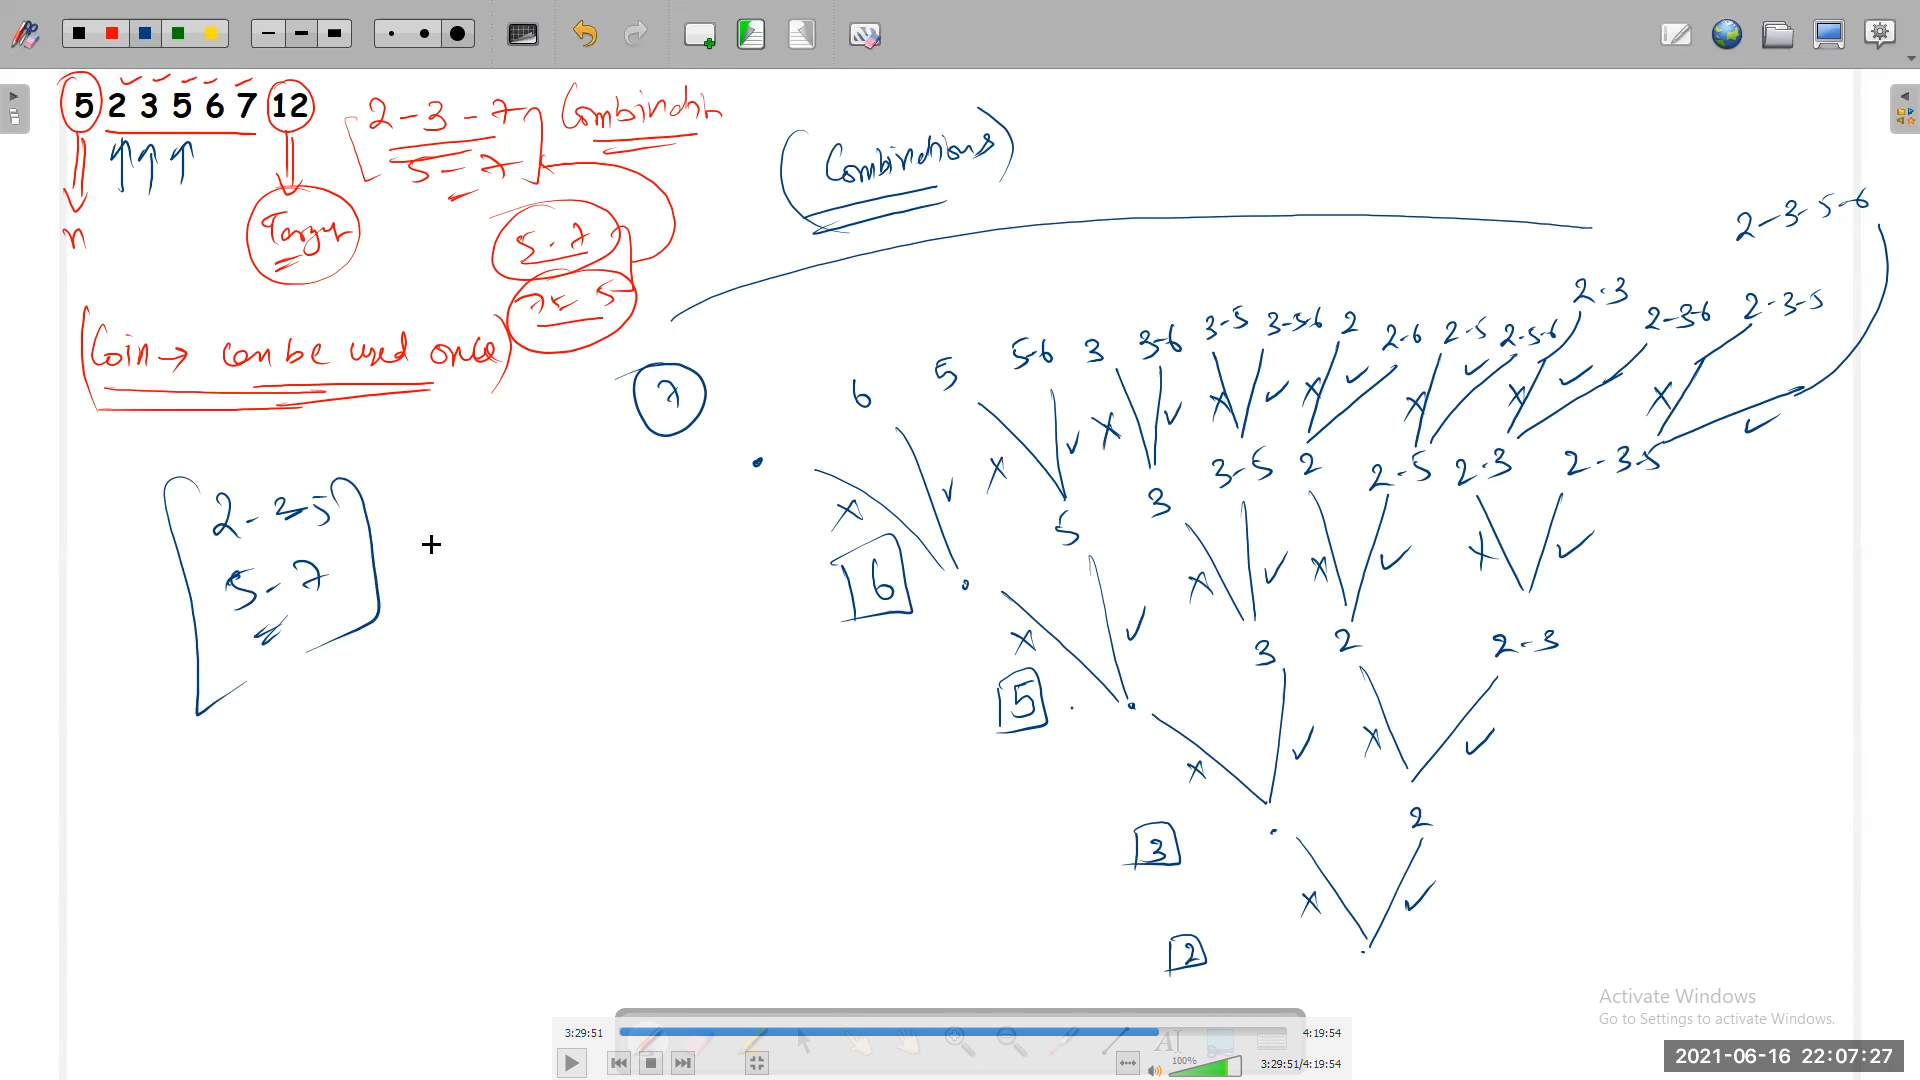 5 2 3 5 6 7 12
2 - 3 - 7
5 - 7
Combination
n
Target
5 . 7
7 - 5
Coin → can be used once
(Combinations)
2 - 3 - 5 - 6
2 . 3
2 - 3 - 6
2 - 3 - 5
6
5
5-6
3
3-6
3-5
3-5-6
2
2-6
2-5
2-5-6
7
x ✓ x ✓ x ✓ x ✓ x ✓ x ✓ x ✓ x ✓
5
3
3-5
2
2-5
2-3
2-3-5
6
x ✓ x ✓ x ✓ x ✓
3
2
2-3
5
x ✓ x ✓
2
3
x ✓
2
2 - 3 - 5
5 - 7
Activate Windows
Go to Settings to activate Windows.
3:29:51
4:19:54
100%
3:29:51/4:19:54
2021-06-16 22:07:27